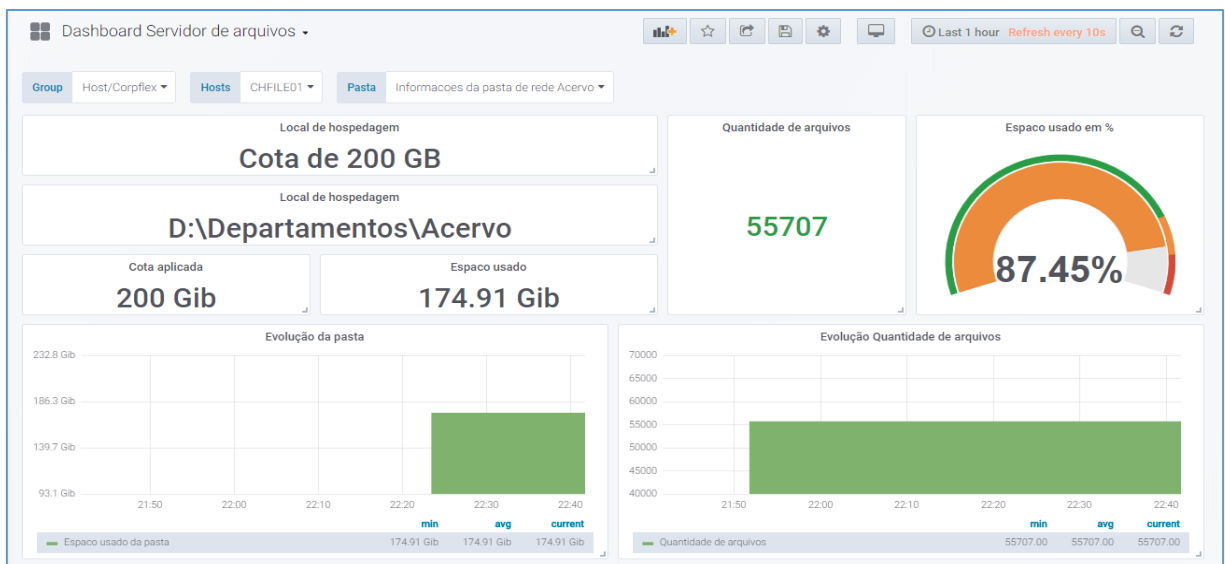 Dashboard Servidor de arquivos
Last 1 hour Refresh every 10s
Group Host/Corpflex Hosts CHFILE01 Pasta Informacoes da pasta de rede Acervo
Local de hospedagem
Cota de 200 GB
Local de hospedagem
D:\Departamentos\Acervo
Cota aplicada
200 Gib
Espaco usado
174.91 Gib
Quantidade de arquivos
55707
Espaco usado em %
87.45%
Evolução da pasta
232.8 Gib
186.3 Gib
139.7 Gib
93.1 Gib
21:50 22:00 22:10 22:20 22:30 22:40
min avg current
Espaco usado da pasta 174.91 Gib 174.91 Gib 174.91 Gib
Evolução Quantidade de arquivos
70000
65000
60000
55000
50000
45000
40000
21:50 22:00 22:10 22:20 22:30 22:40
min avg current
Quantidade de arquivos 55707.00 55707.00 55707.00